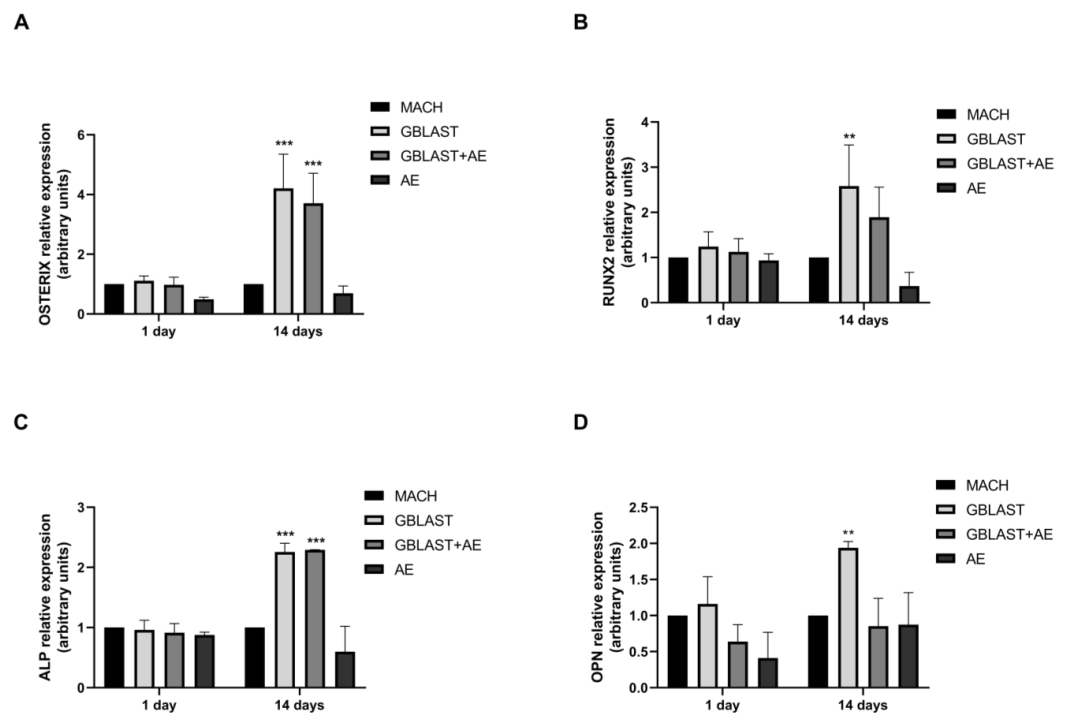 A
OSTERIX relative expression
(arbitrary units)
6
4
2
0
***
***
1 day
14 days
MACH
GBLAST
GBLAST+AE
AE
B
RUNX2 relative expression
(arbitrary units)
4
3
2
1
0
**
1 day
14 days
MACH
GBLAST
GBLAST+AE
AE
C
ALP relative expression
(arbitrary units)
3
2
1
0
***
***
1 day
14 days
MACH
GBLAST
GBLAST+AE
AE
D
OPN relative expression
(arbitrary units)
2.5
2.0
1.5
1.0
0.5
0.0
**
1 day
14 days
MACH
GBLAST
GBLAST+AE
AE